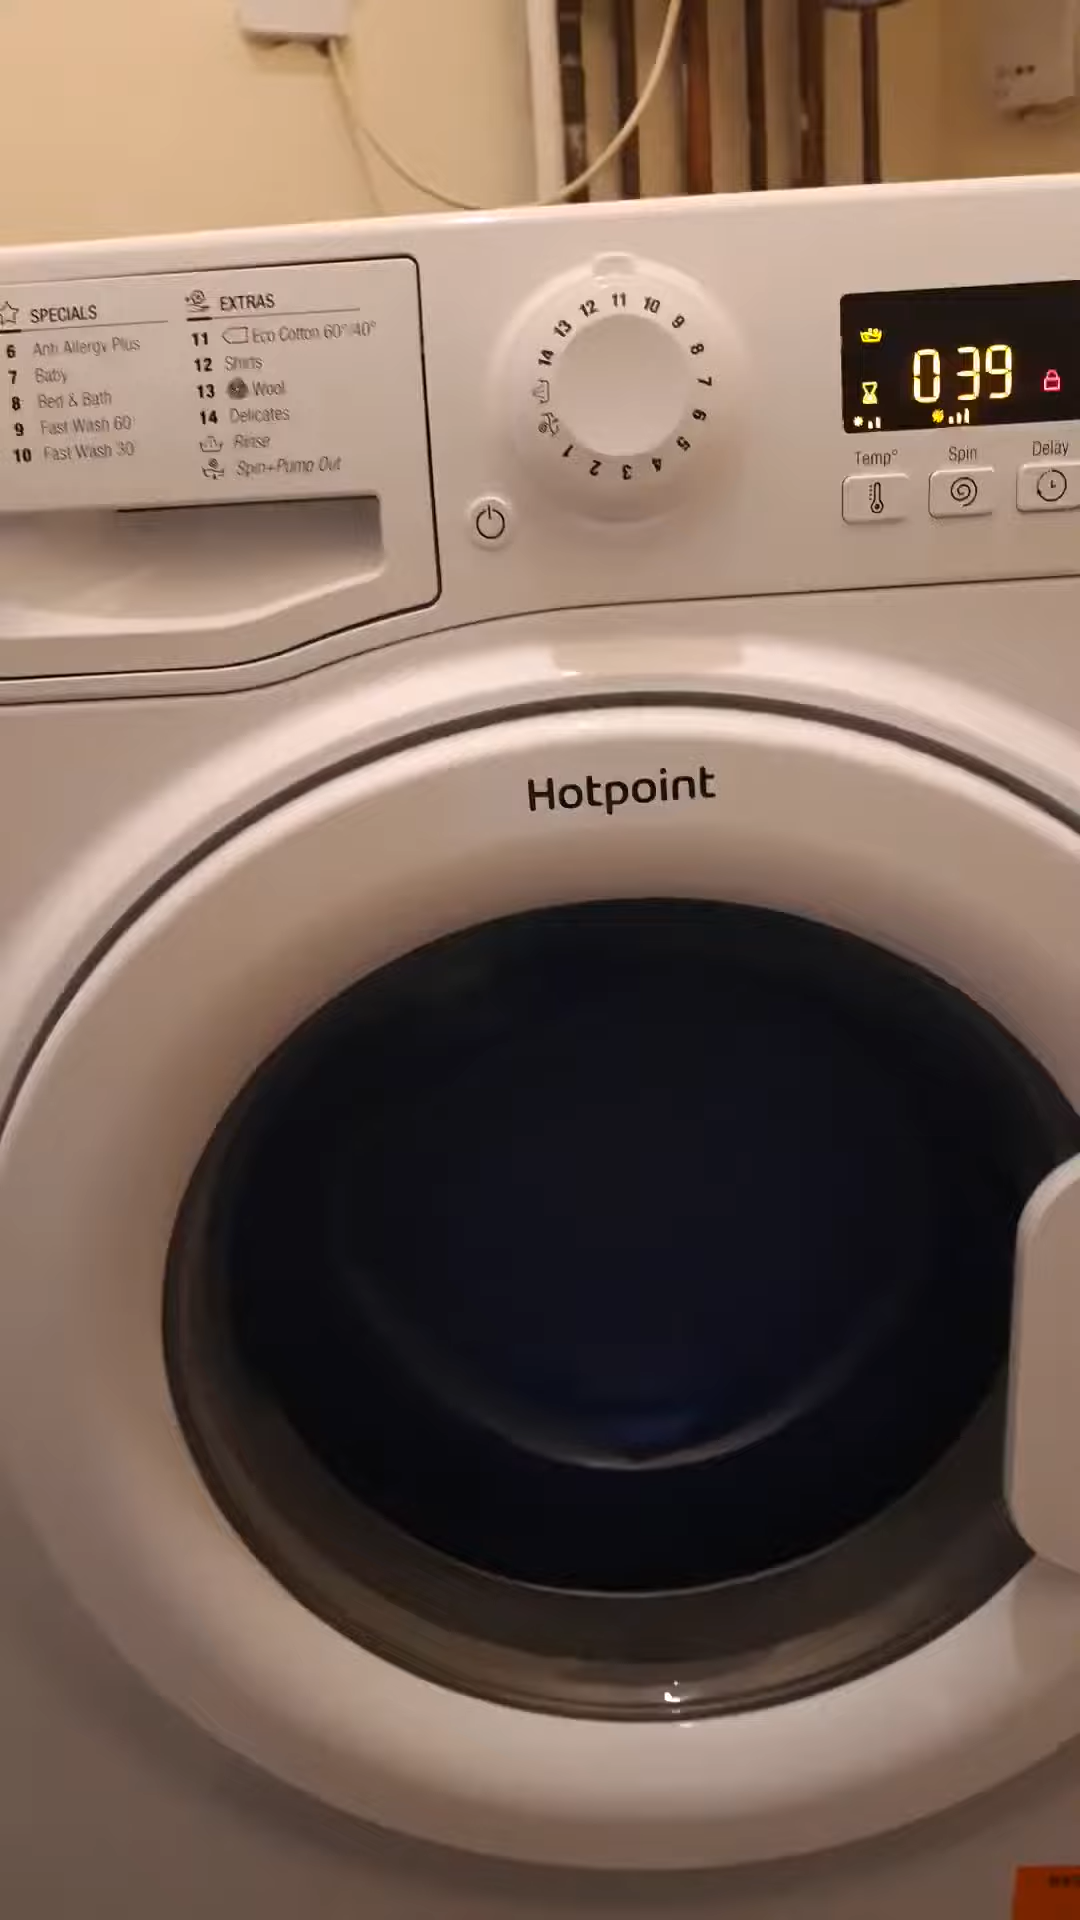 SPECIALS
6 Anti Allergy Plus
7 Baby
8 Bed & Bath
9 Fast Wash 60'
10 Fast Wash 30'
EXTRAS
11 Eco Cotton 60°/40°
12 Shirts
13 Wool
14 Delicates
Rinse
Spin+Pump Out
14 13 12 11 10 9 8 7 6 5 4 3 2 1
0 39
Temp° Spin Delay
Hotpoint